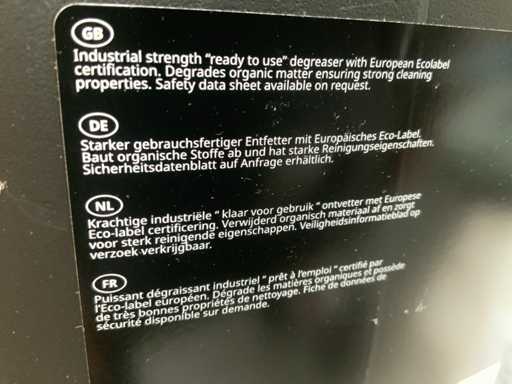 GB
Industrial strength “ready to use” degreaser with European Ecolabel
certification. Degrades organic matter ensuring strong cleaning
properties. Safety data sheet available on request.
DE
Starker gebrauchsfertiger Entfetter mit Europäisches Eco-Label.
Baut organische Stoffe ab und hat starke Reinigungseigenschaften.
Sicherheitsdatenblatt auf Anfrage erhältlich.
NL
Krachtige industriële “ klaar voor gebruik “ ontvetter met Europese
Eco-label certificering. Verwijderd organisch materiaal af en zorgt
voor sterk reinigende eigenschappen. Veiligheidsinformatieblad op
verzoek verkrijgbaar.
FR
Puissant dégraissant industriel “ prêt à l’emploi “ certifié par
l’Eco-label européen. Dégrade les matières organiques et possède
de très bonnes propriétés de nettoyage. Fiche de données de
sécurité disponible sur demande.